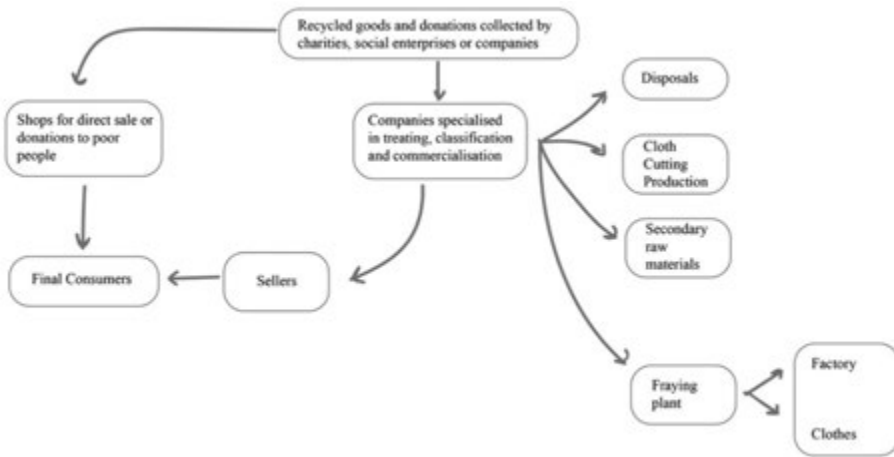 Recycled goods and donations collected by
charities, social enterprises or companies
Shops for direct sale or
donations to poor
people
Companies specialised
in treating, classification
and commercialisation
Disposals
Cloth
Cutting
Production
Secondary
raw
materials
Final Consumers
Sellers
Fraying
plant
Factory
Clothes